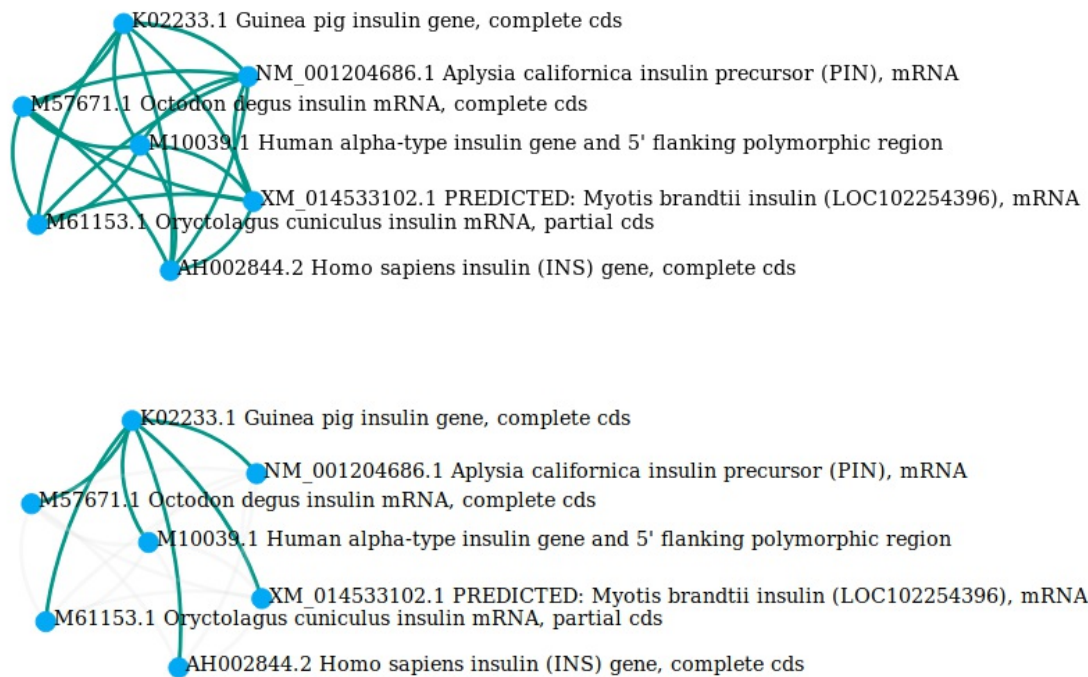 K02233.1 Guinea pig insulin gene, complete cds
NM_001204686.1 Aplysia californica insulin precursor (PIN), mRNA
M57671.1 Octodon degus insulin mRNA, complete cds
M10039.1 Human alpha-type insulin gene and 5' flanking polymorphic region
XM_014533102.1 PREDICTED: Myotis brandtii insulin (LOC102254396), mRNA
M61153.1 Oryctolagus cuniculus insulin mRNA, partial cds
AH002844.2 Homo sapiens insulin (INS) gene, complete cds
K02233.1 Guinea pig insulin gene, complete cds
NM_001204686.1 Aplysia californica insulin precursor (PIN), mRNA
M57671.1 Octodon degus insulin mRNA, complete cds
M10039.1 Human alpha-type insulin gene and 5' flanking polymorphic region
XM_014533102.1 PREDICTED: Myotis brandtii insulin (LOC102254396), mRNA
M61153.1 Oryctolagus cuniculus insulin mRNA, partial cds
AH002844.2 Homo sapiens insulin (INS) gene, complete cds